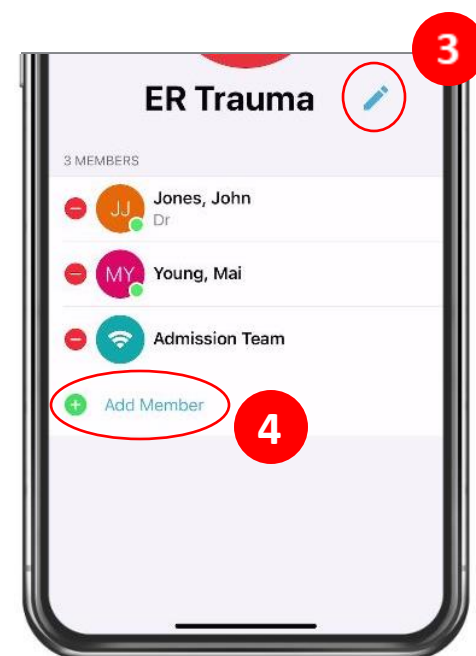 3
ER Trauma
3 MEMBERS
JJ
Jones, John
Dr
MY
Young, Mai
Admission Team
Add Member
4